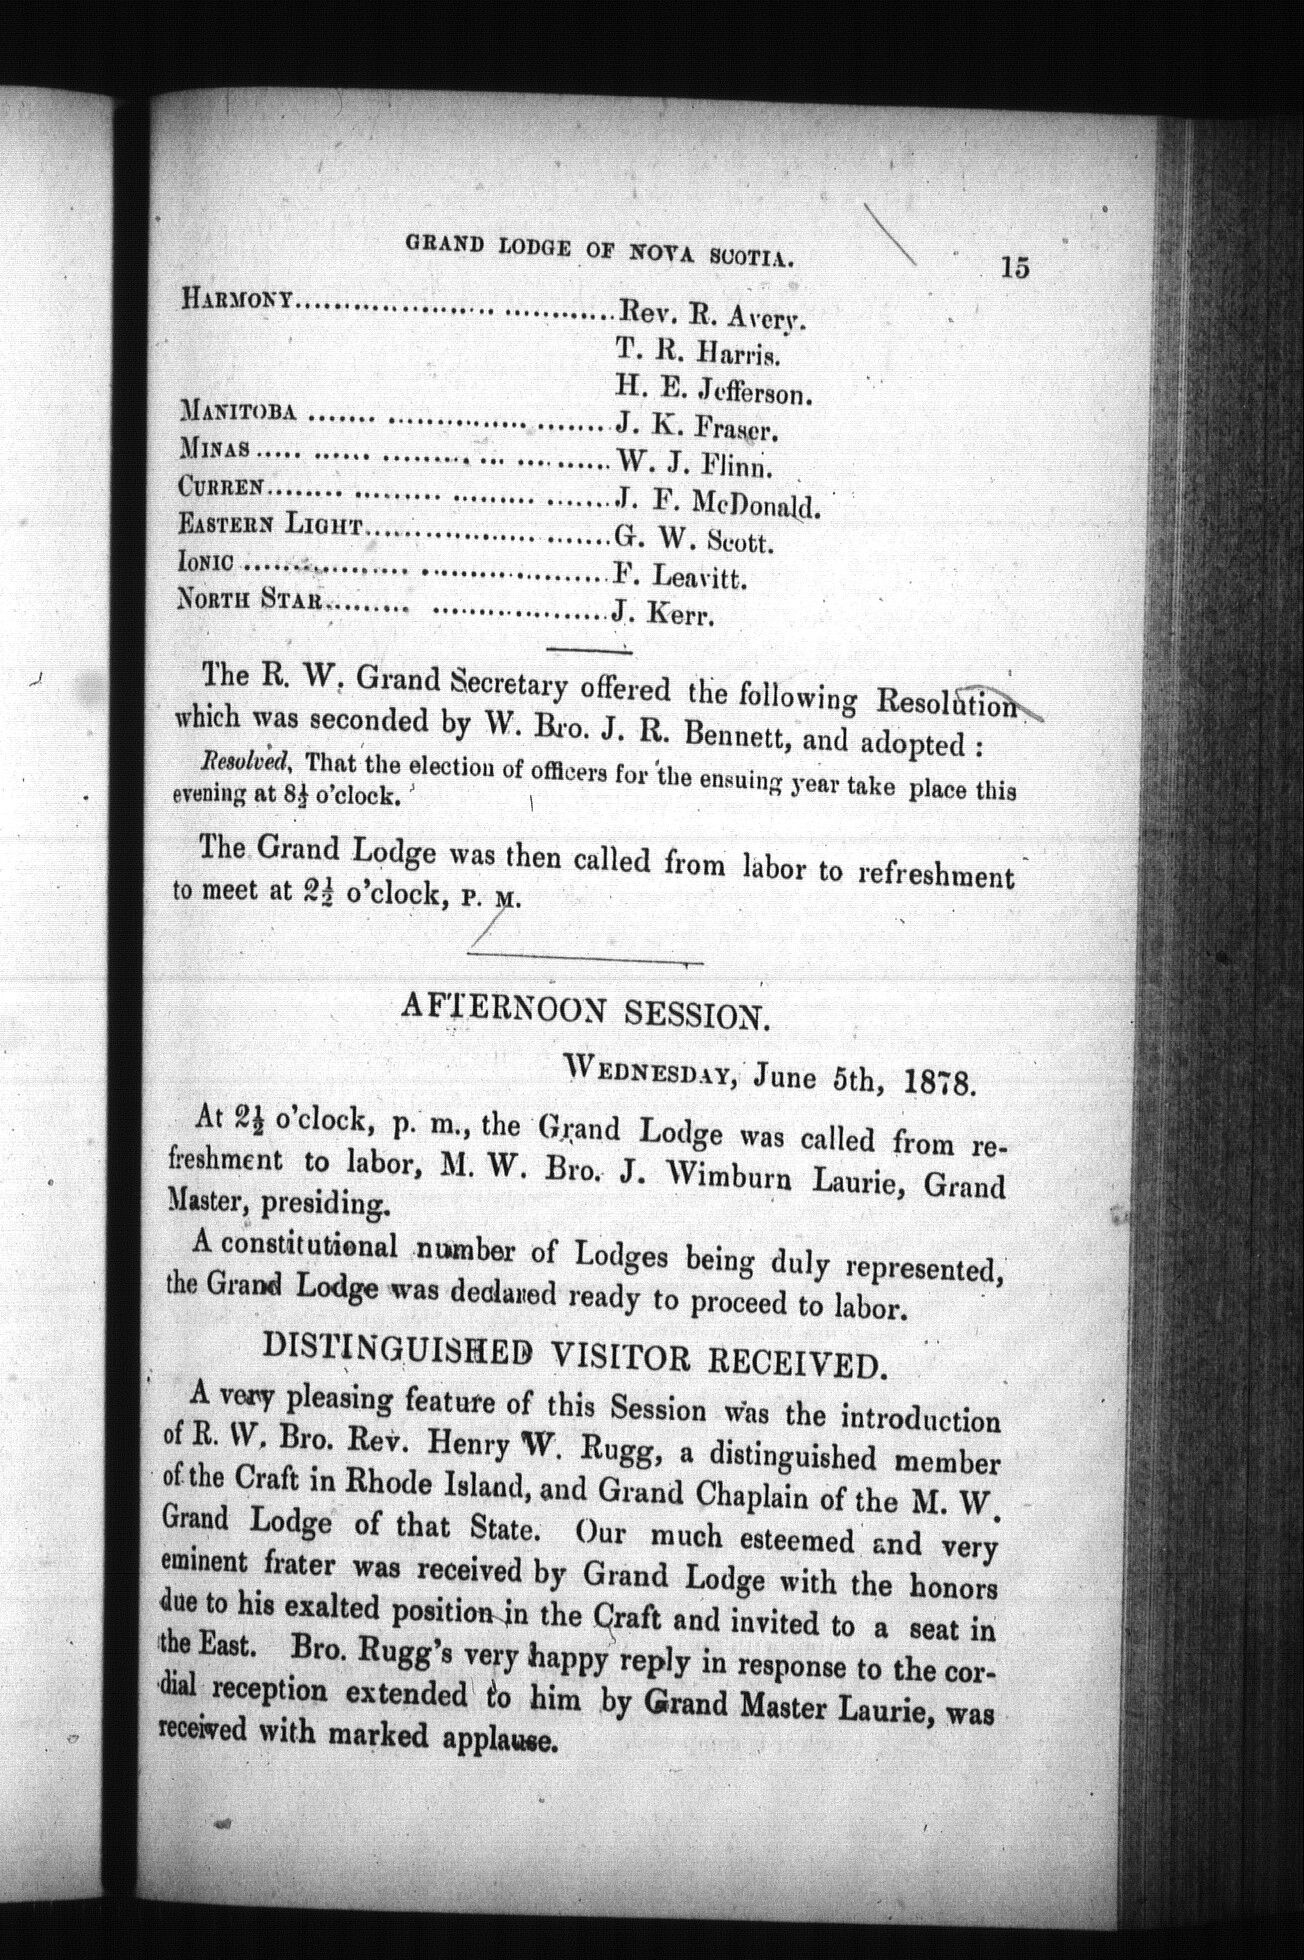 GRAND LODGE OF NOVA SCOTIA. 15
HARMONY.............................Rev. R. Avery.
T. R. Harris.
H. E. Jefferson.
MANITOBA ............................J. K. Fraser.
MINAS ...............................W. J. Flinn.
CURREN...............................J. F. McDonald.
EASTERN LIGHT........................G. W. Scott.
IONIC ...............................F. Leavitt.
NORTH STAR...........................J. Kerr.
The R. W. Grand Secretary offered the following Resolution
which was seconded by W. Bro. J. R. Bennett, and adopted :
Resolved, That the election of officers for the ensuing year take place this
evening at 8½ o'clock.
The Grand Lodge was then called from labor to refreshment
to meet at 2½ o'clock, P. M.
AFTERNOON SESSION.
WEDNESDAY, June 5th, 1878.
At 2½ o'clock, p. m., the Grand Lodge was called from re-
freshment to labor, M. W. Bro. J. Wimburn Laurie, Grand
Master, presiding.
A constitutional number of Lodges being duly represented,
the Grand Lodge was declared ready to proceed to labor.
DISTINGUISHED VISITOR RECEIVED.
A very pleasing feature of this Session was the introduction
of R. W. Bro. Rev. Henry W. Rugg, a distinguished member
of the Craft in Rhode Island, and Grand Chaplain of the M. W.
Grand Lodge of that State. Our much esteemed and very
eminent frater was received by Grand Lodge with the honors
due to his exalted position in the Craft and invited to a seat in
the East. Bro. Rugg's very happy reply in response to the cor-
dial reception extended to him by Grand Master Laurie, was
received with marked applause.